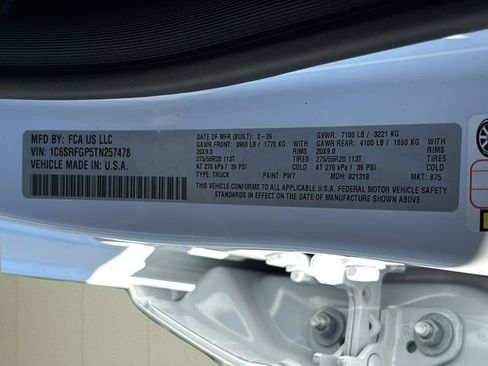 MFD BY: FCA US LLC
VIN: 1C6SRFGP5TN257478
VEHICLE MADE IN: U.S.A.
DATE OF MFR (BUILT): 2-26 GVWR: 7100 LB / 3221 KG
GAWR FRONT: 3900 LB / 1770 KG WITH GAWR REAR: 4100 LB / 1860 KG WITH
20X9.0 RIMS 20X9.0 RIMS
275/55R20 113T TIRES 275/55R20 113T TIRES
AT 270 kPa / 39 PSI COLD AT 270 kPa / 39 PSI COLD
TYPE: TRUCK PAINT: PW7 MDH: 021318 MKT: 875
THIS VEHICLE CONFORMS TO ALL APPLICABLE U.S.A. FEDERAL MOTOR VEHICLE SAFETY
STANDARDS IN EFFECT ON THE DATE OF MANUFACTURE SHOWN ABOVE.